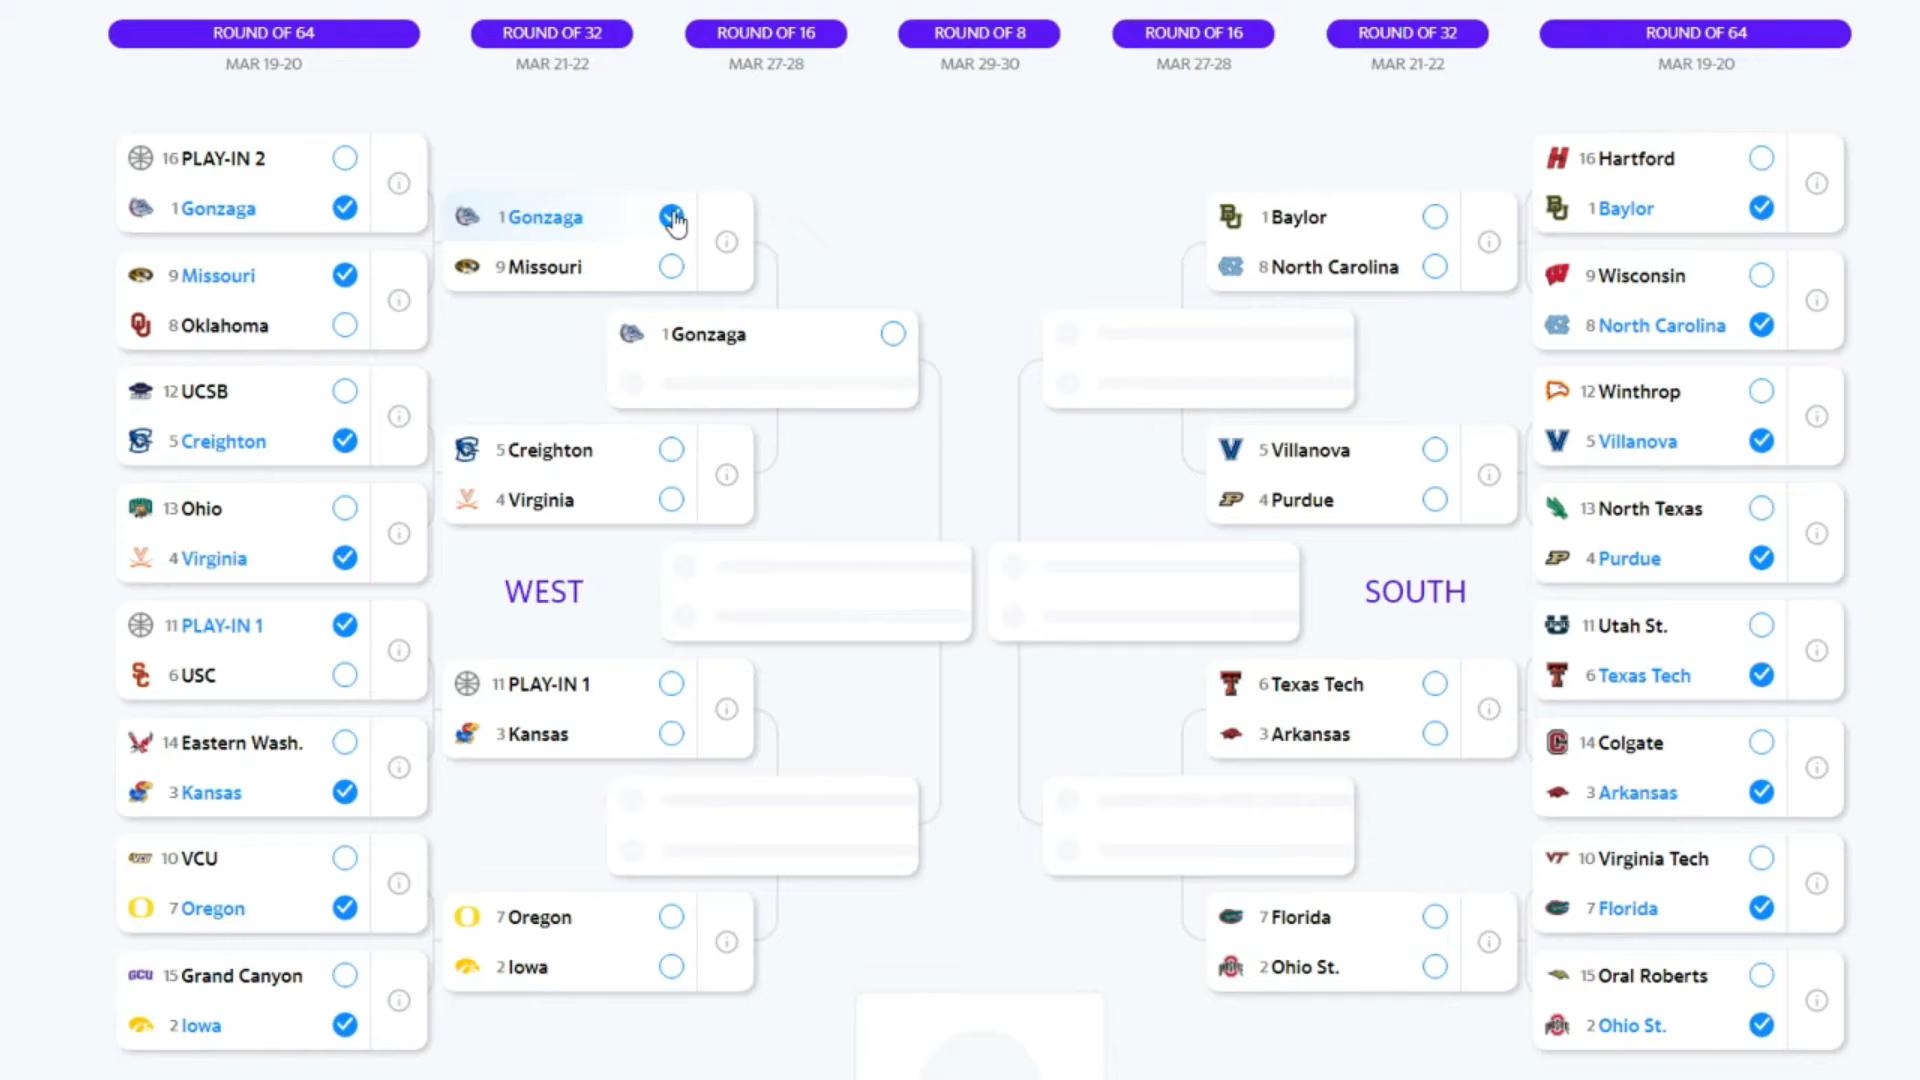 ROUND OF 64
MAR 19-20
ROUND OF 32
MAR 21-22
ROUND OF 16
MAR 27-28
ROUND OF 8
MAR 29-30
ROUND OF 16
MAR 27-28
ROUND OF 32
MAR 21-22
ROUND OF 64
MAR 19-20
16 PLAY-IN 2
1 Gonzaga
9 Missouri
8 Oklahoma
12 UCSB
5 Creighton
13 Ohio
4 Virginia
11 PLAY-IN 1
6 USC
14 Eastern Wash.
3 Kansas
VCU 10 VCU
7 Oregon
GCU 15 Grand Canyon
2 Iowa
1 Gonzaga
9 Missouri
5 Creighton
4 Virginia
WEST
11 PLAY-IN 1
3 Kansas
7 Oregon
2 Iowa
1 Gonzaga
1 Baylor
8 North Carolina
5 Villanova
4 Purdue
SOUTH
6 Texas Tech
3 Arkansas
7 Florida
2 Ohio St.
16 Hartford
1 Baylor
9 Wisconsin
8 North Carolina
12 Winthrop
5 Villanova
13 North Texas
4 Purdue
11 Utah St.
6 Texas Tech
14 Colgate
3 Arkansas
10 Virginia Tech
7 Florida
15 Oral Roberts
2 Ohio St.